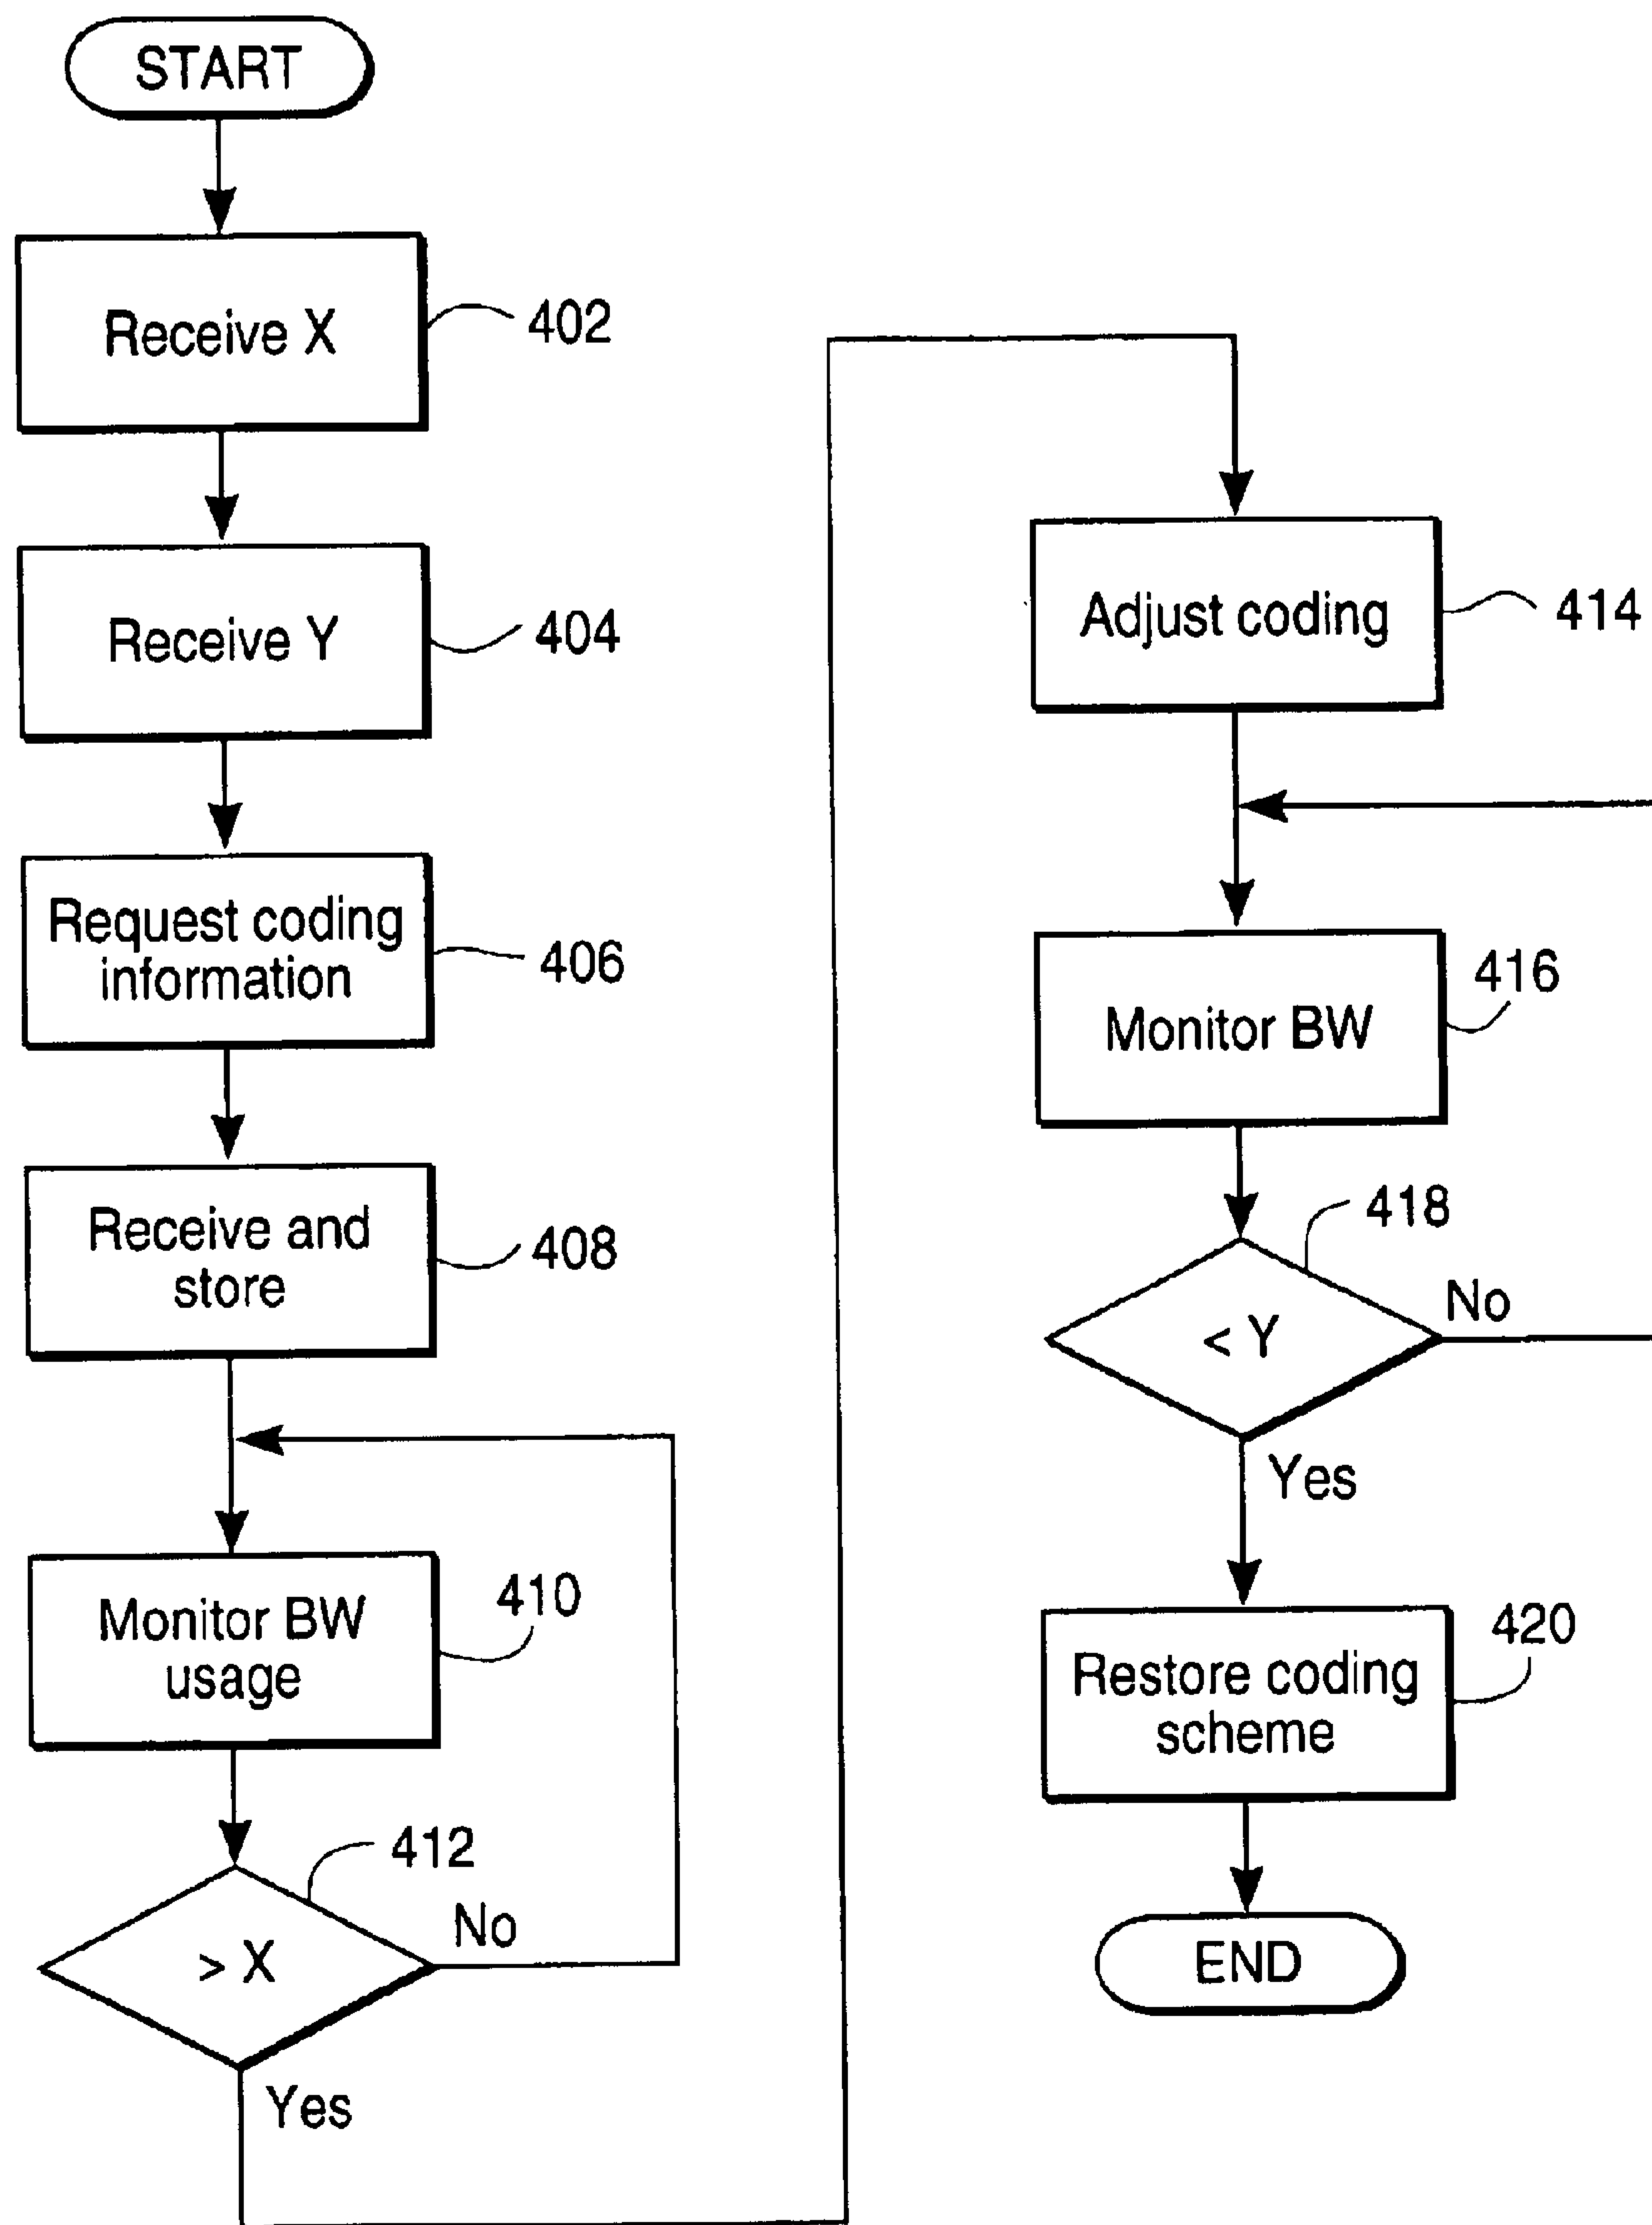 START
Receive X
402
Receive Y
404
Request coding
information
406
Receive and
store
408
Monitor BW
usage
410
> X
412
No
Yes
Adjust coding
414
Monitor BW
416
< Y
418
No
Yes
Restore coding
scheme
420
END